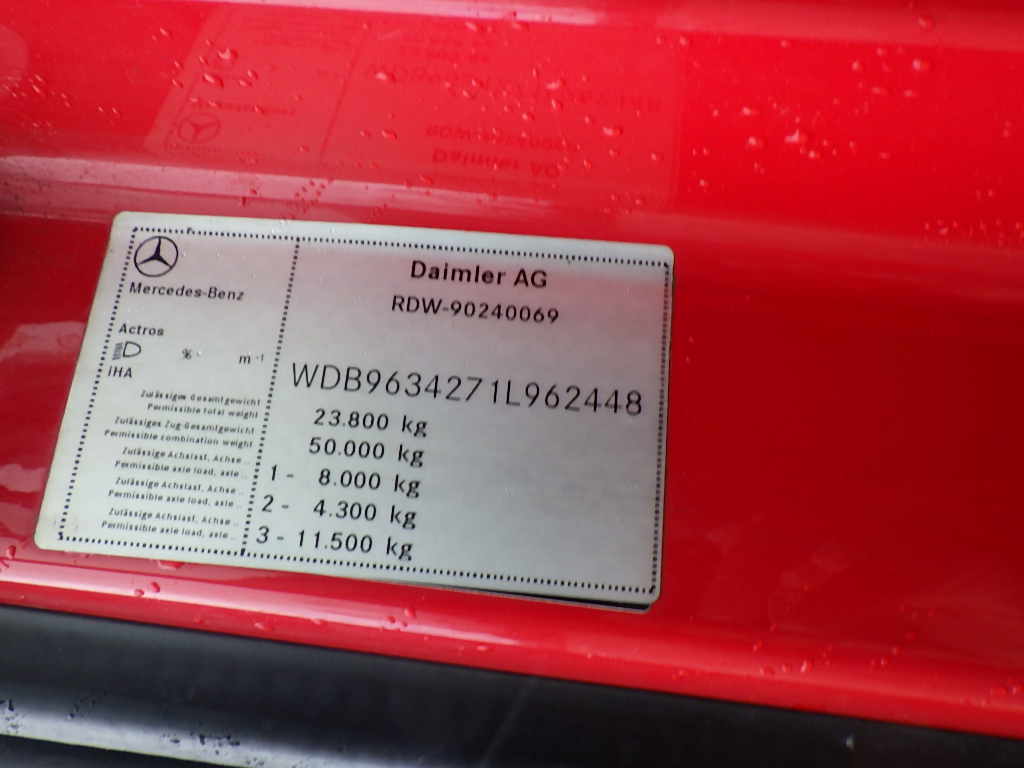 Mercedes-Benz
Actros
% m⁻¹
iHA
Zulässiges Gesamtgewicht
Permissible total weight
Zulässiges Zug-Gesamtgewicht
Permissible combination weight
Zulässige Achslast, Achse ..
Permissible axle load, axle ..
Zulässige Achslast, Achse ..
Permissible axle load, axle ..
Zulässige Achslast, Achse ..
Permissible axle load, axle ..
Daimler AG
RDW-90240069
WDB9634271L962448
23.800 kg
50.000 kg
1 - 8.000 kg
2 - 4.300 kg
3 - 11.500 kg